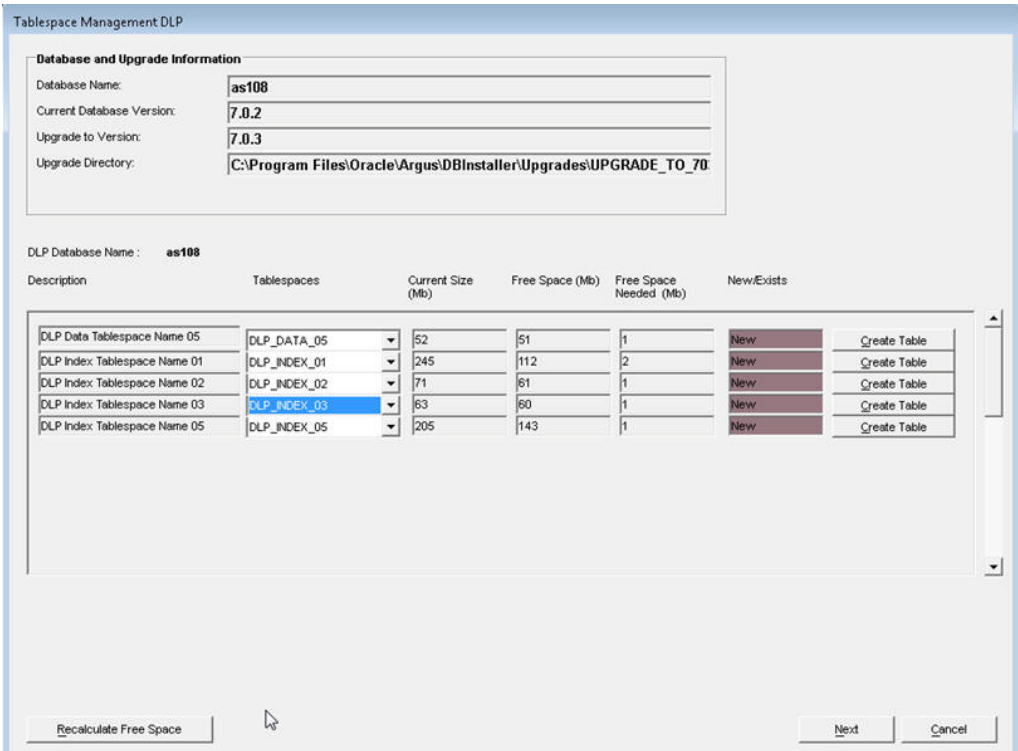 Tablespace Management DLP
Database and Upgrade Information
Database Name: as108
Current Database Version: 7.0.2
Upgrade to Version: 7.0.3
Upgrade Directory: C:\Program Files\Oracle\Argus\DBInstaller\Upgrades\UPGRADE_TO_70
DLP Database Name : as108
Description Tablespaces Current Size (Mb) Free Space (Mb) Free Space Needed (Mb) New/Exists
DLP Data Tablespace Name 05 DLP_DATA_05 52 51 1 New Create Table
DLP Index Tablespace Name 01 DLP_INDEX_01 245 112 2 New Create Table
DLP Index Tablespace Name 02 DLP_INDEX_02 71 61 1 New Create Table
DLP Index Tablespace Name 03 DLP_INDEX_03 63 60 1 New Create Table
DLP Index Tablespace Name 05 DLP_INDEX_05 205 143 1 New Create Table
Recalculate Free Space Next Cancel